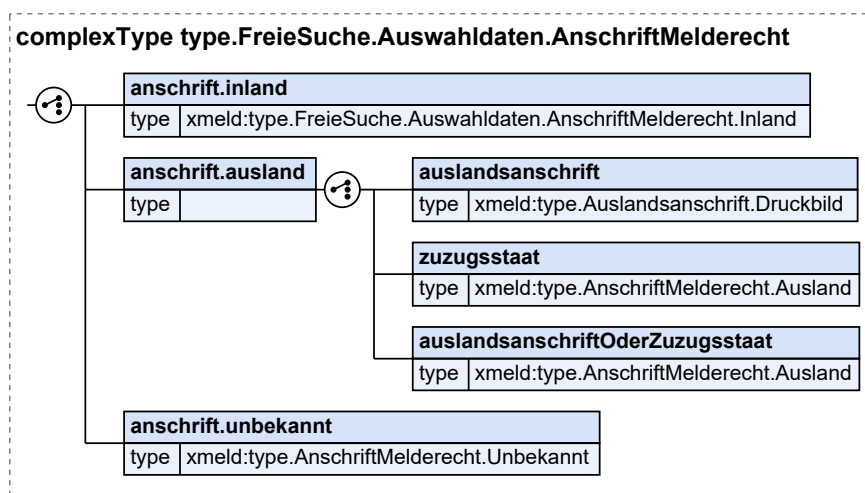 complexType type.FreieSuche.Auswahldaten.AnschriftMelderecht
anschrift.inland
type xmeld:type.FreieSuche.Auswahldaten.AnschriftMelderecht.Inland
anschrift.ausland
type
auslandsanschrift
type xmeld:type.Auslandsanschrift.Druckbild
zuzugsstaat
type xmeld:type.AnschriftMelderecht.Ausland
auslandsanschriftOderZuzugsstaat
type xmeld:type.AnschriftMelderecht.Ausland
anschrift.unbekannt
type xmeld:type.AnschriftMelderecht.Unbekannt